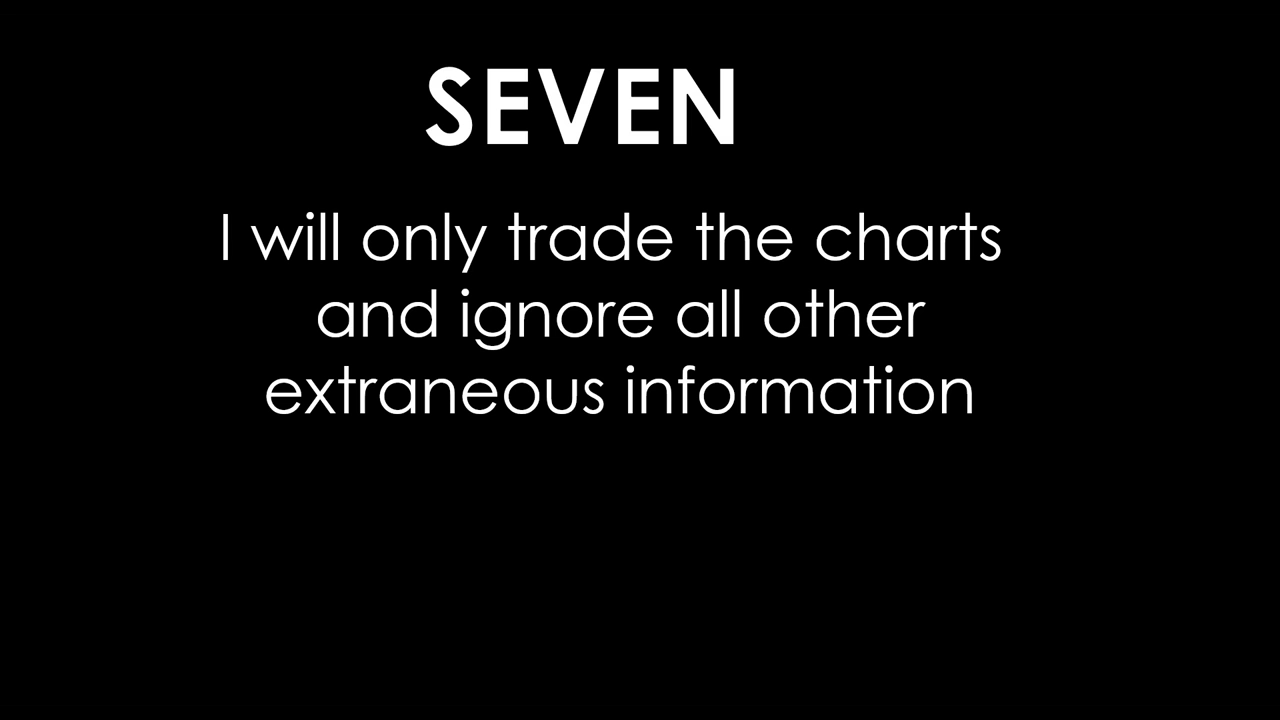 SEVEN
I will only trade the charts
and ignore all other
extraneous information